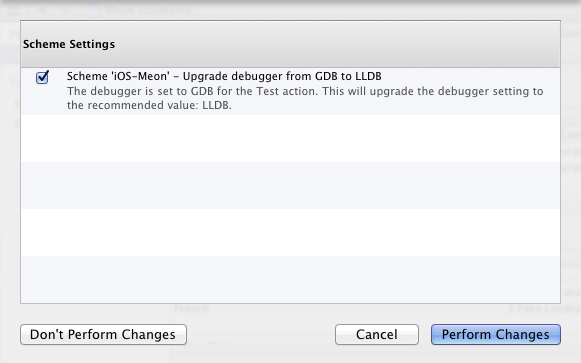 Scheme Settings
Scheme 'iOS-Meon' - Upgrade debugger from GDB to LLDB
The debugger is set to GDB for the Test action. This will upgrade the debugger setting to
the recommended value: LLDB.
French
Don't Perform Changes
Cancel
Perform Changes